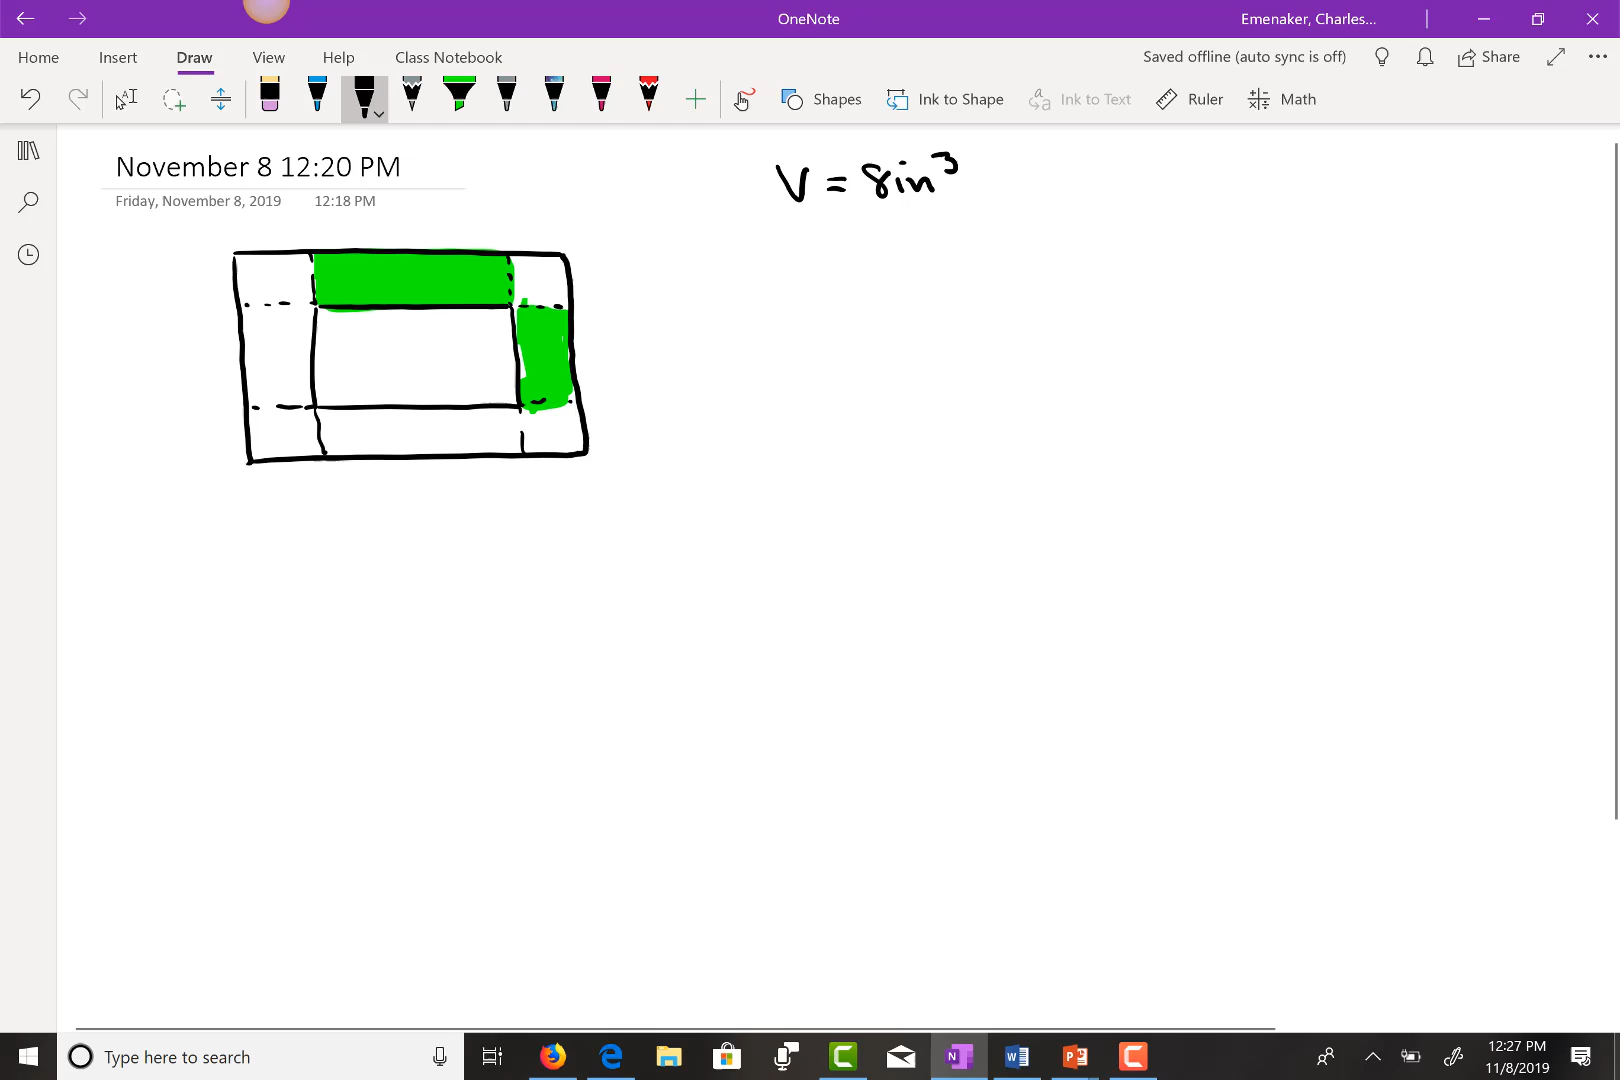 OneNote
Emenaker, Charles...
Home Insert Draw View Help Class Notebook
Saved offline (auto sync is off) Share
Shapes Ink to Shape Ink to Text Ruler Math
November 8 12:20 PM
Friday, November 8, 2019 12:18 PM
V = 8in³
Type here to search
12:27 PM
11/8/2019